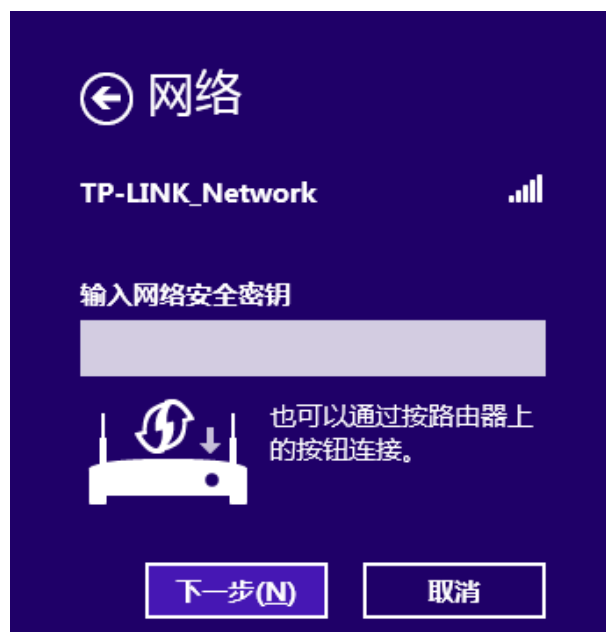 网络
TP-LINK_Network
输入网络安全密钥
也可以通过按路由器上
的按钮连接。
下一步(N)
取消